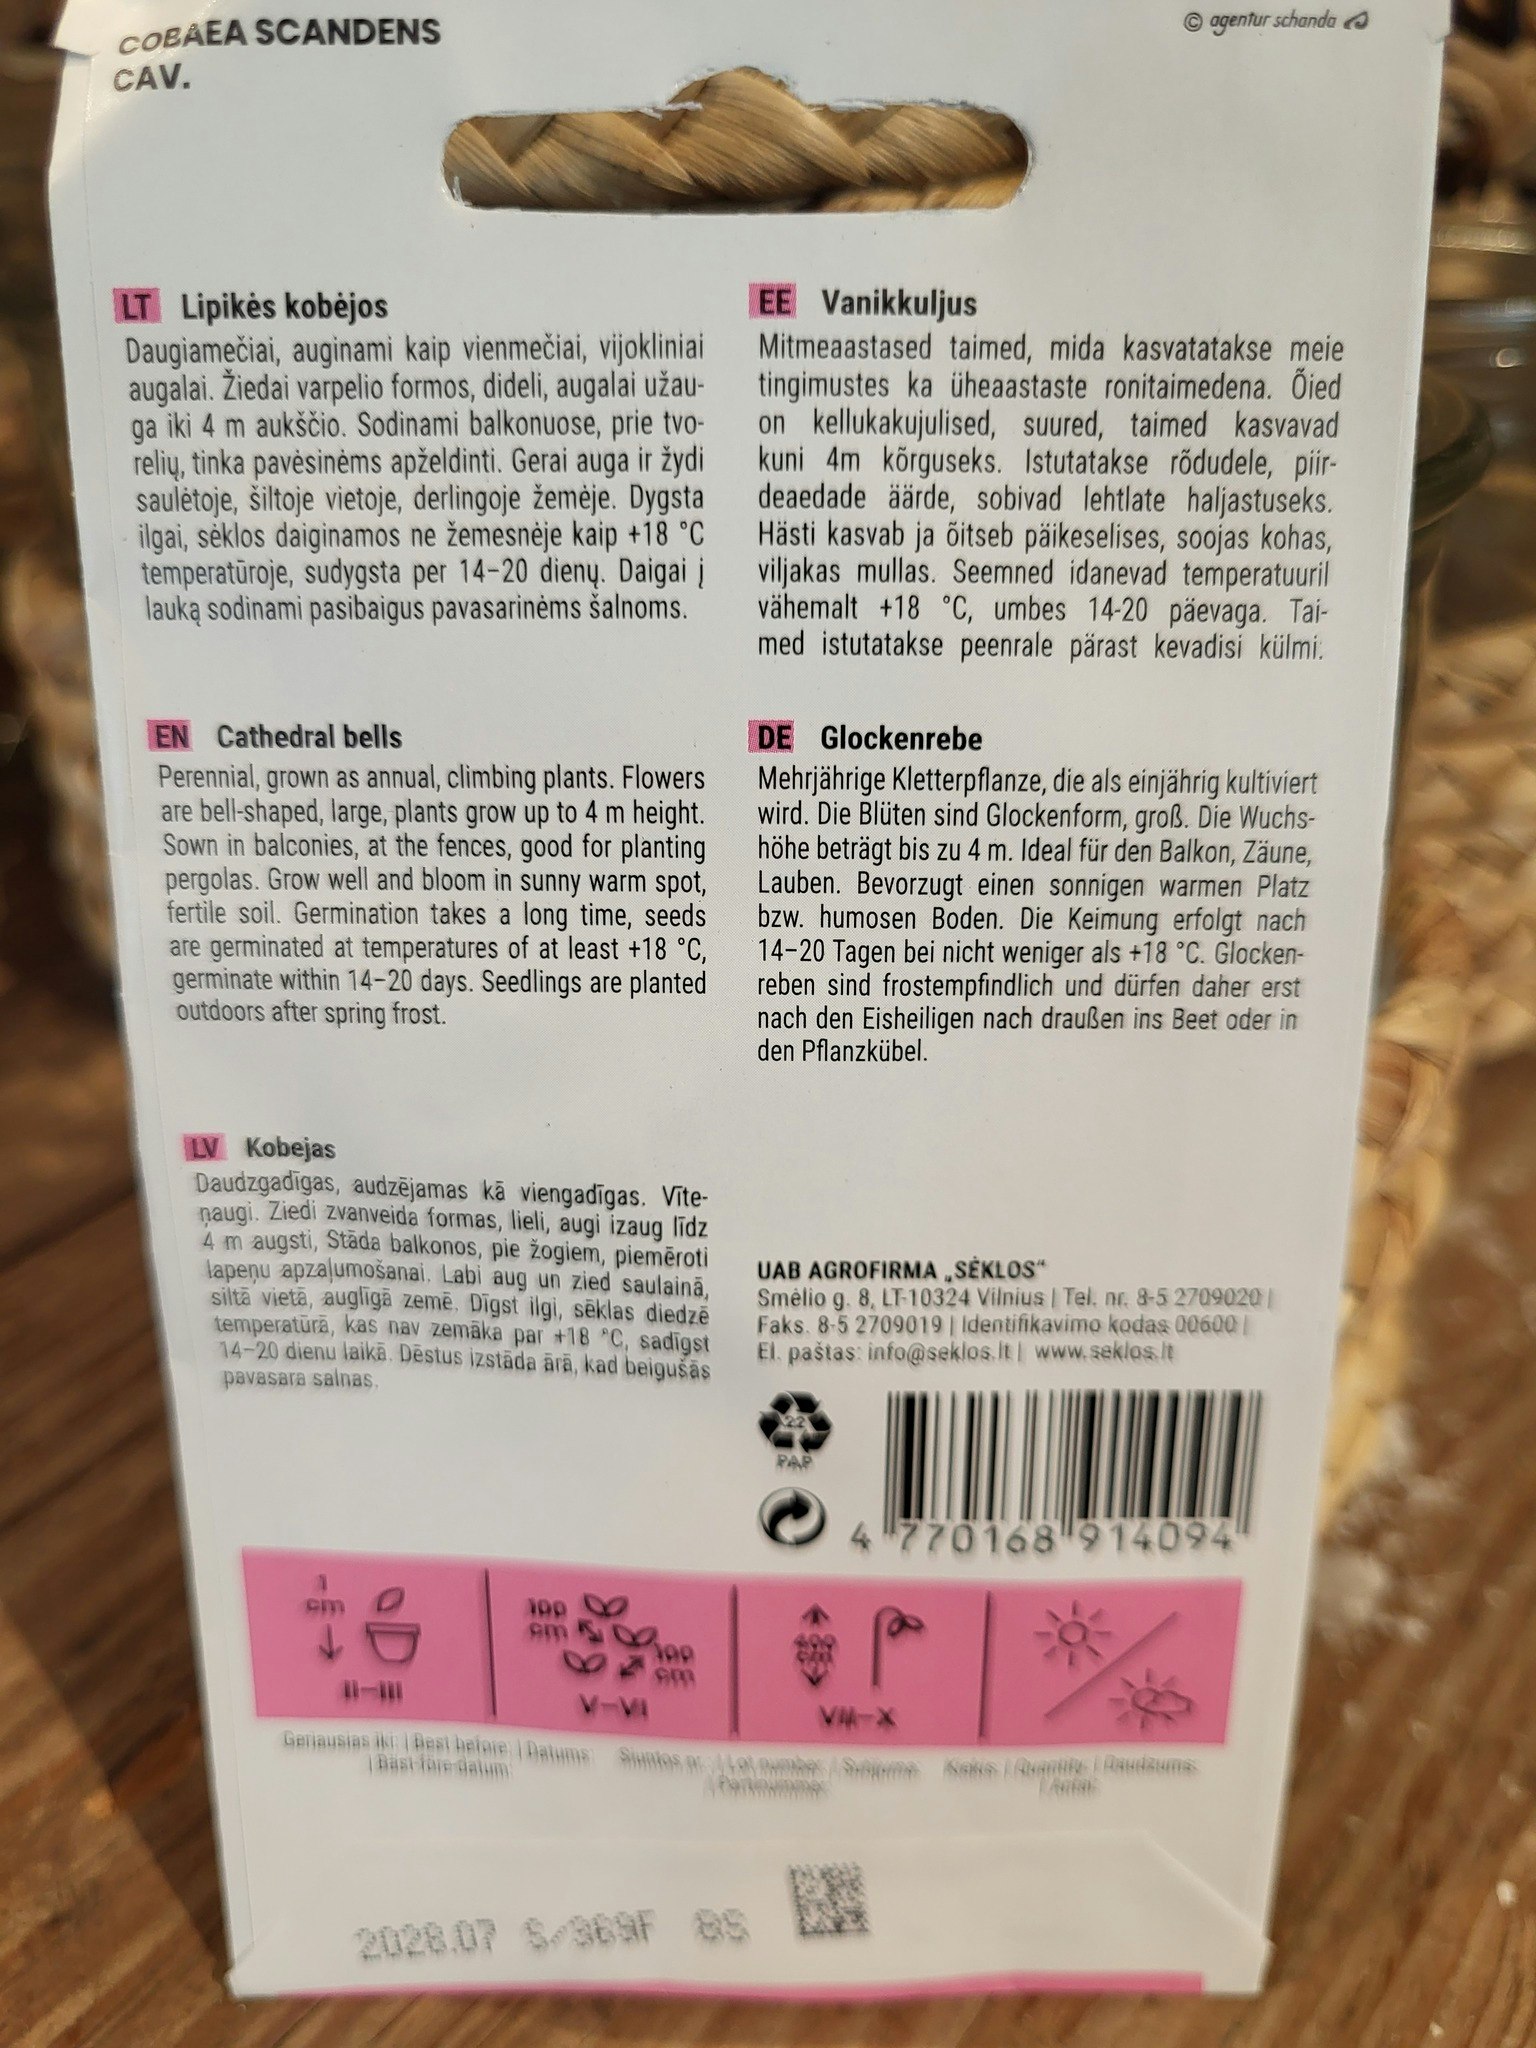 COBAEA SCANDENS
CAV.
© agentur schanda
LT Lipikės kobėjos
Daugiamečiai, auginami kaip vienmečiai, vijokliniai
augalai. Žiedai varpelio formos, dideli, augalai užau-
ga iki 4 m aukščio. Sodinami balkonuose, prie tvo-
relių, tinka pavėsinėms apželdinti. Gerai auga ir žydi
saulėtoje, šiltoje vietoje, derlingoje žemėje. Dygsta
ilgai, sėklos daiginamos ne žemesnėje kaip +18 °C
temperatūroje, sudygsta per 14–20 dienų. Daigai į
lauką sodinami pasibaigus pavasarinėms šalnoms.
EE Vanikkuljus
Mitmeaastased taimed, mida kasvatatakse meie
tingimustes ka üheaastaste ronitaimedena. Õied
on kellukakujulised, suured, taimed kasvavad
kuni 4m kõrguseks. Istutatakse rõdudele, piir-
deaedade äärde, sobivad lehtlate haljastuseks.
Hästi kasvab ja õitseb päikeselises, soojas kohas,
viljakas mullas. Seemned idanevad temperatuuril
vähemalt +18 °C, umbes 14-20 päevaga. Tai-
med istutatakse peenrale pärast kevadisi külmi.
EN Cathedral bells
Perennial, grown as annual, climbing plants. Flowers
are bell-shaped, large, plants grow up to 4 m height.
Sown in balconies, at the fences, good for planting
pergolas. Grow well and bloom in sunny warm spot,
fertile soil. Germination takes a long time, seeds
are germinated at temperatures of at least +18 °C,
germinate within 14–20 days. Seedlings are planted
outdoors after spring frost.
DE Glockenrebe
Mehrjährige Kletterpflanze, die als einjährig kultiviert
wird. Die Blüten sind Glockenform, groß. Die Wuchs-
höhe beträgt bis zu 4 m. Ideal für den Balkon, Zäune,
Lauben. Bevorzugt einen sonnigen warmen Platz
bzw. humosen Boden. Die Keimung erfolgt nach
14–20 Tagen bei nicht weniger als +18 °C. Glocken-
reben sind frostempfindlich und dürfen daher erst
nach den Eisheiligen nach draußen ins Beet oder in
den Pflanzkübel.
LV Kobejas
Daudzgadīgas, audzējamas kā viengadīgas. Vīte-
ņaugi. Ziedi zvanveida formas, lieli, augi izaug līdz
4 m augsti, Stāda balkonos, pie žogiem, piemēroti
lapeņu apzaļumošanai. Labi aug un zied saulainā,
siltā vietā, auglīgā zemē. Dīgst ilgi, sēklas diedzē
temperatūrā, kas nav zemāka par +18 °C, sadīgst
14–20 dienu laikā. Dēstus izstāda ārā, kad beigušās
pavasara salnas.
UAB AGROFIRMA „SĖKLOS“
Smėlio g. 8, LT-10324 Vilnius | Tel. nr. 8-5 2709020 |
Faks. 8-5 2709019 | Identifikavimo kodas 00600 |
El. paštas: info@seklos.lt | www.seklos.lt
22
PAP
4 770168 914094
1
cm
II–III
100
cm
100
cm
V–VI
400
cm
VIII–X
Geriausias iki: | Best before: | Datums:
| Bäst före-datum:
Siuntos nr. | Lot number: |
Kiekis: | Quantity: | Daudzums:
2028.07 S/369F 8S